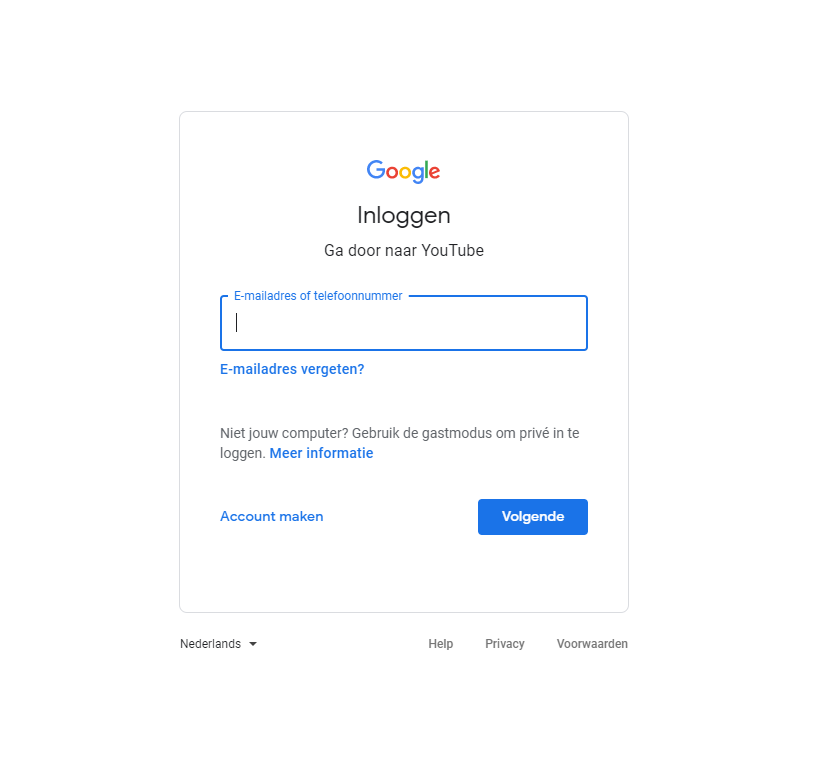 Google
Inloggen
Ga door naar YouTube
E-mailadres of telefoonnummer
E-mailadres vergeten?
Niet jouw computer? Gebruik de gastmodus om privé in te
loggen. Meer informatie
Account maken
Volgende
Nederlands
Help
Privacy
Voorwaarden